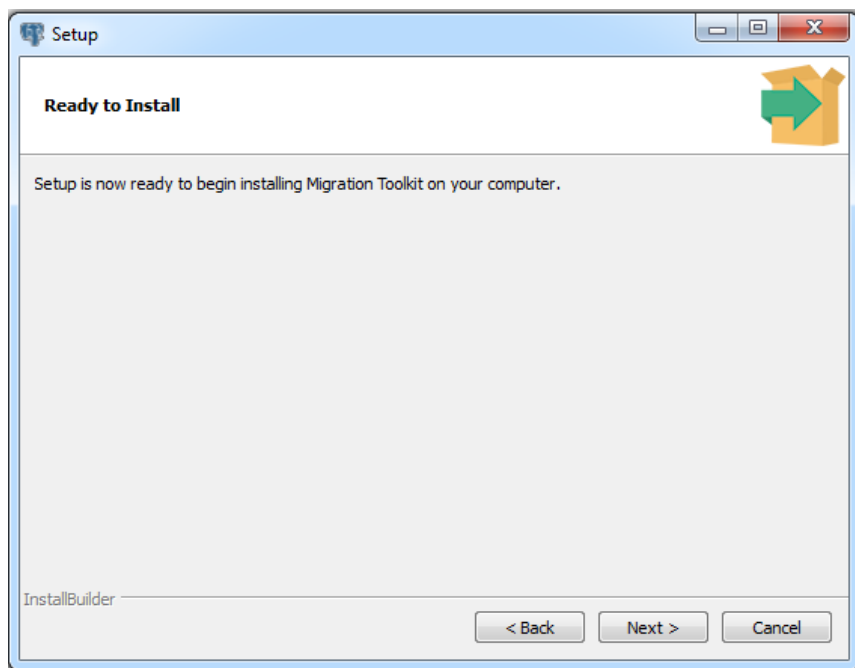 Setup
Ready to Install
Setup is now ready to begin installing Migration Toolkit on your computer.
InstallBuilder
< Back Next > Cancel